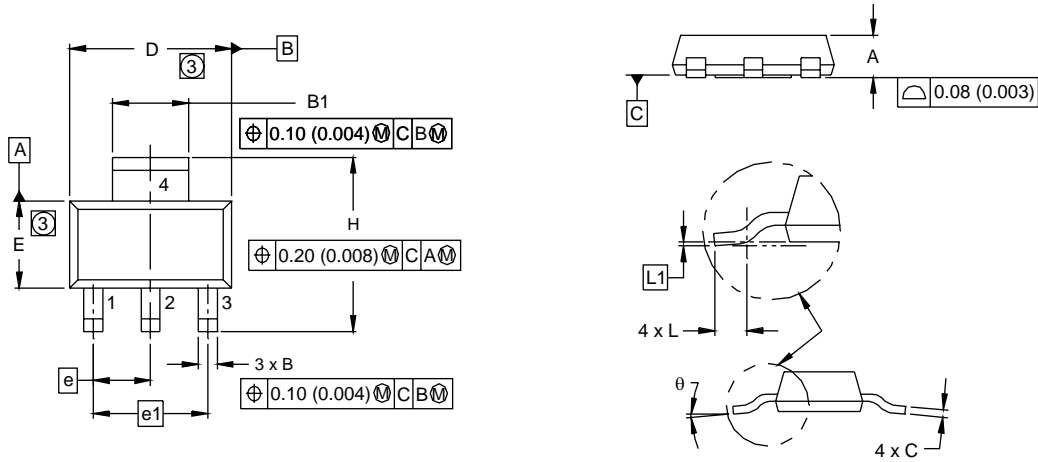 D
B
3
B1
⌖ 0.10 (0.004) Ⓜ C B Ⓜ
A
4
3
E
H
⌖ 0.20 (0.008) Ⓜ C A Ⓜ
1
2
3
3 x B
e
⌖ 0.10 (0.004) Ⓜ C B Ⓜ
e1
A
C
⌓ 0.08 (0.003)
L1
4 x L
θ
4 x C